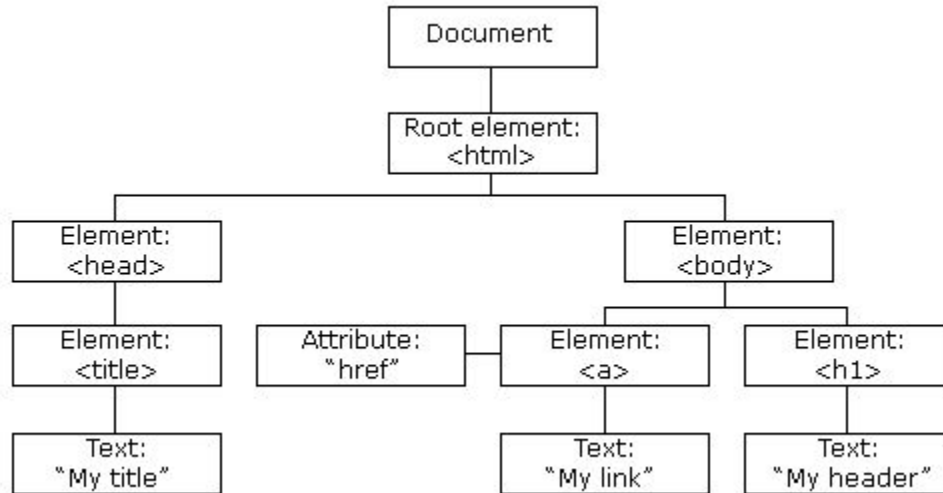 Document
Root element:
<html>
Element:
<head>
Element:
<body>
Element:
<title>
Attribute:
“href”
Element:
<a>
Element:
<h1>
Text:
“My title”
Text:
“My link”
Text:
“My header”